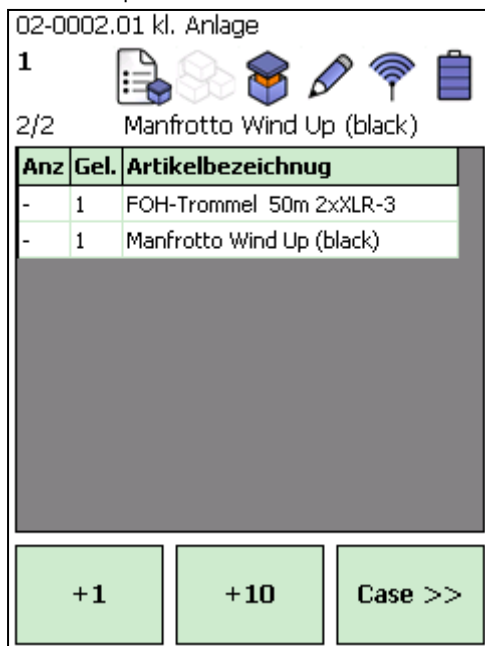 02-0002.01 kl. Anlage
1
2/2 Manfrotto Wind Up (black)
Anz Gel. Artikelbezeichnug
- 1 FOH-Trommel 50m 2xXLR-3
- 1 Manfrotto Wind Up (black)
+1 +10 Case >>